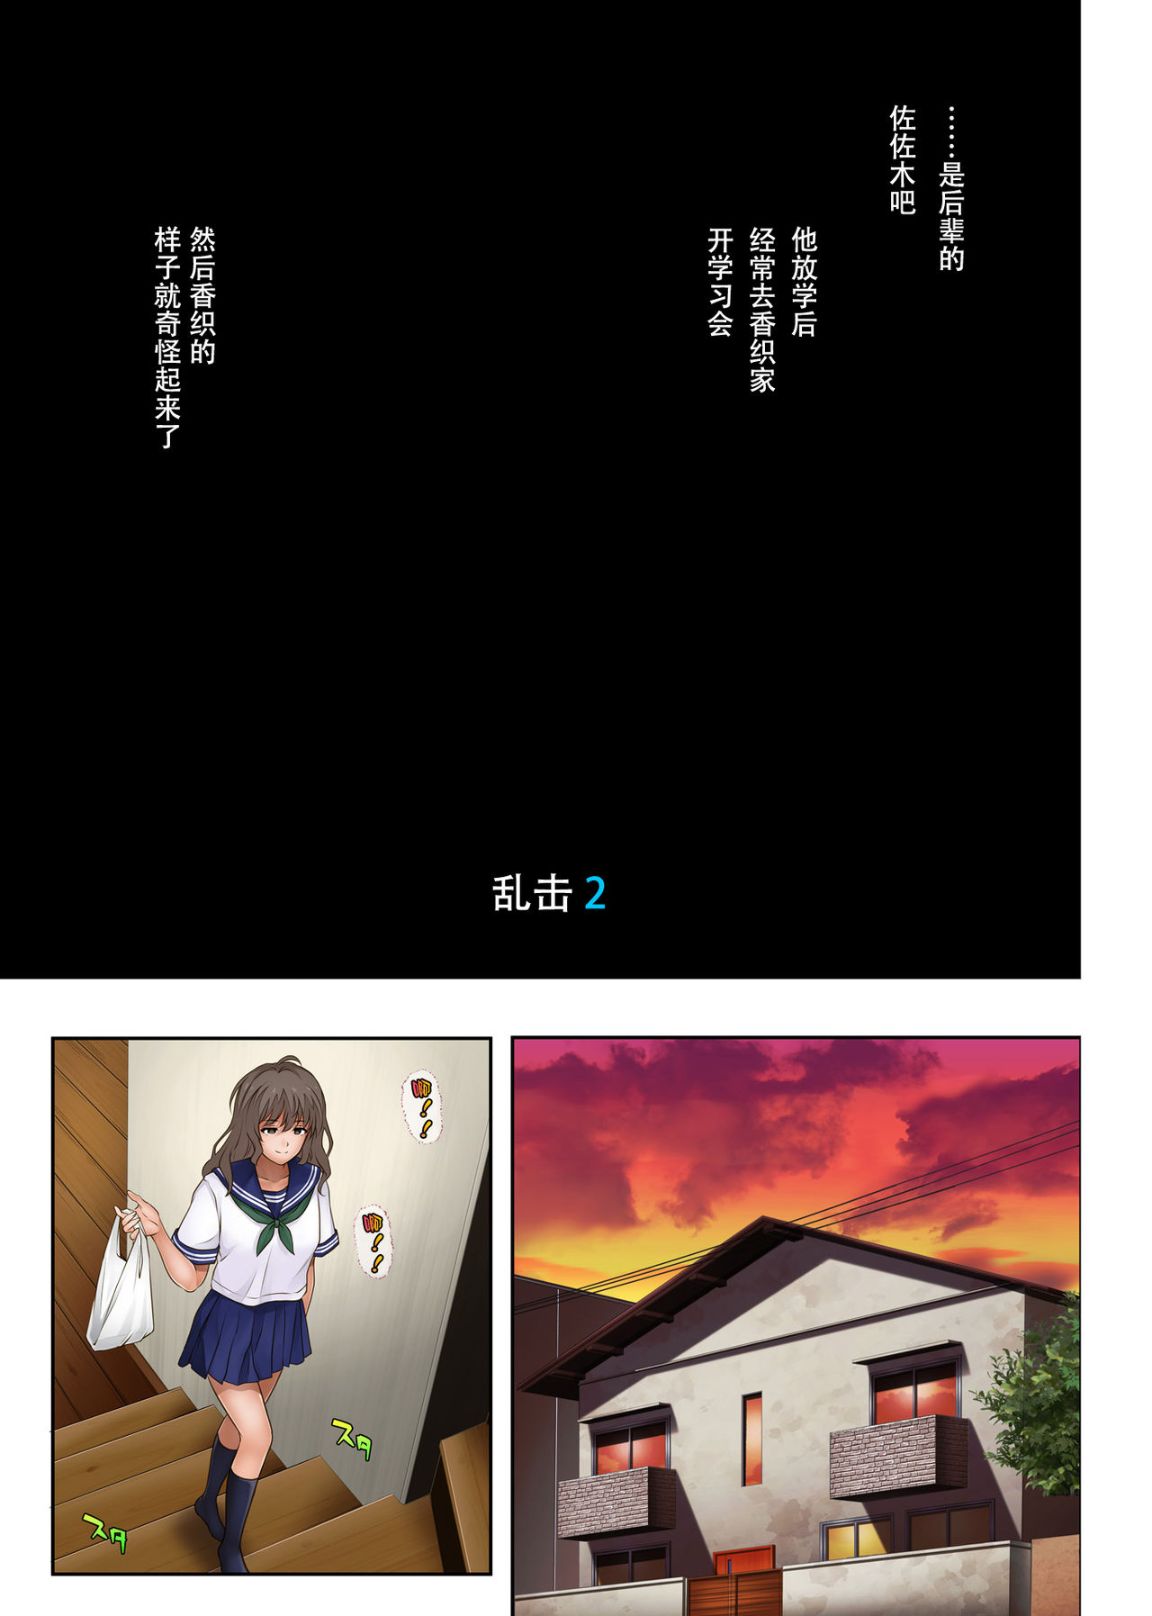 ……是后辈的
佐佐木吧
他放学后
经常去香织家
开学习会
然后香织的
样子就奇怪起来了
乱击 2
啊!!
啊!!
スタ
スタ